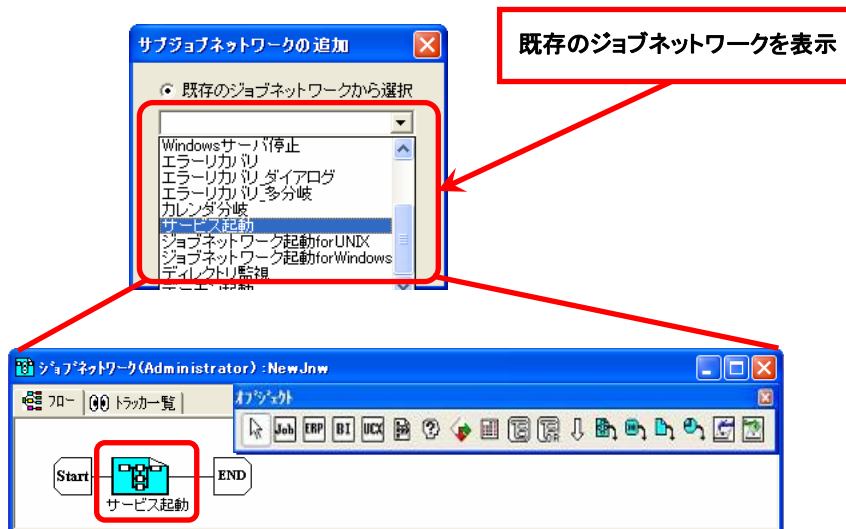 サブジョブネットワークの追加
既存のジョブネットワークを表示
既存のジョブネットワークから選択
Windowsサーバ停止
エラーリカバリ
エラーリカバリ_ダイアログ
エラーリカバリ_多分岐
カレンダ分岐
サービス起動
ジョブネットワーク起動forUNIX
ジョブネットワーク起動forWindows
ディレクトリ監視
デーモン起動
ジョブネットワーク(Administrator):NewJnw
フロー
トラッカー覧
オブジェクト
Job ERP BI UCX
Start
END
サービス起動